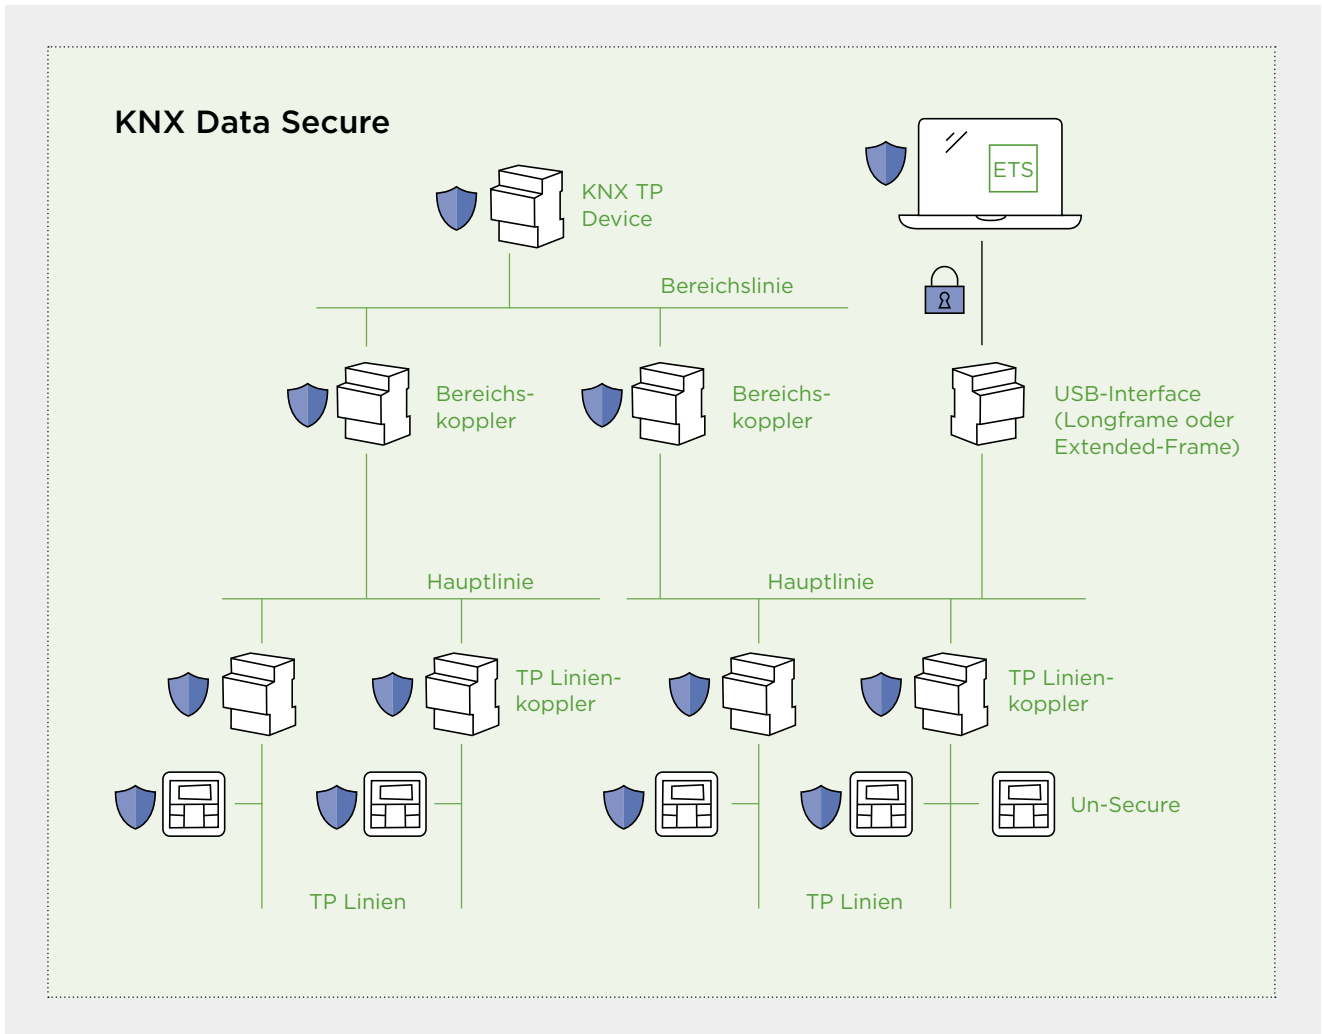 KNX Data Secure
ETS
KNX TP
Device
Bereichslinie
Bereichs-
koppler
Bereichs-
koppler
USB-Interface
(Longframe oder
Extended-Frame)
Hauptlinie
Hauptlinie
TP Linien-
koppler
TP Linien-
koppler
Un-Secure
TP Linien
TP Linien